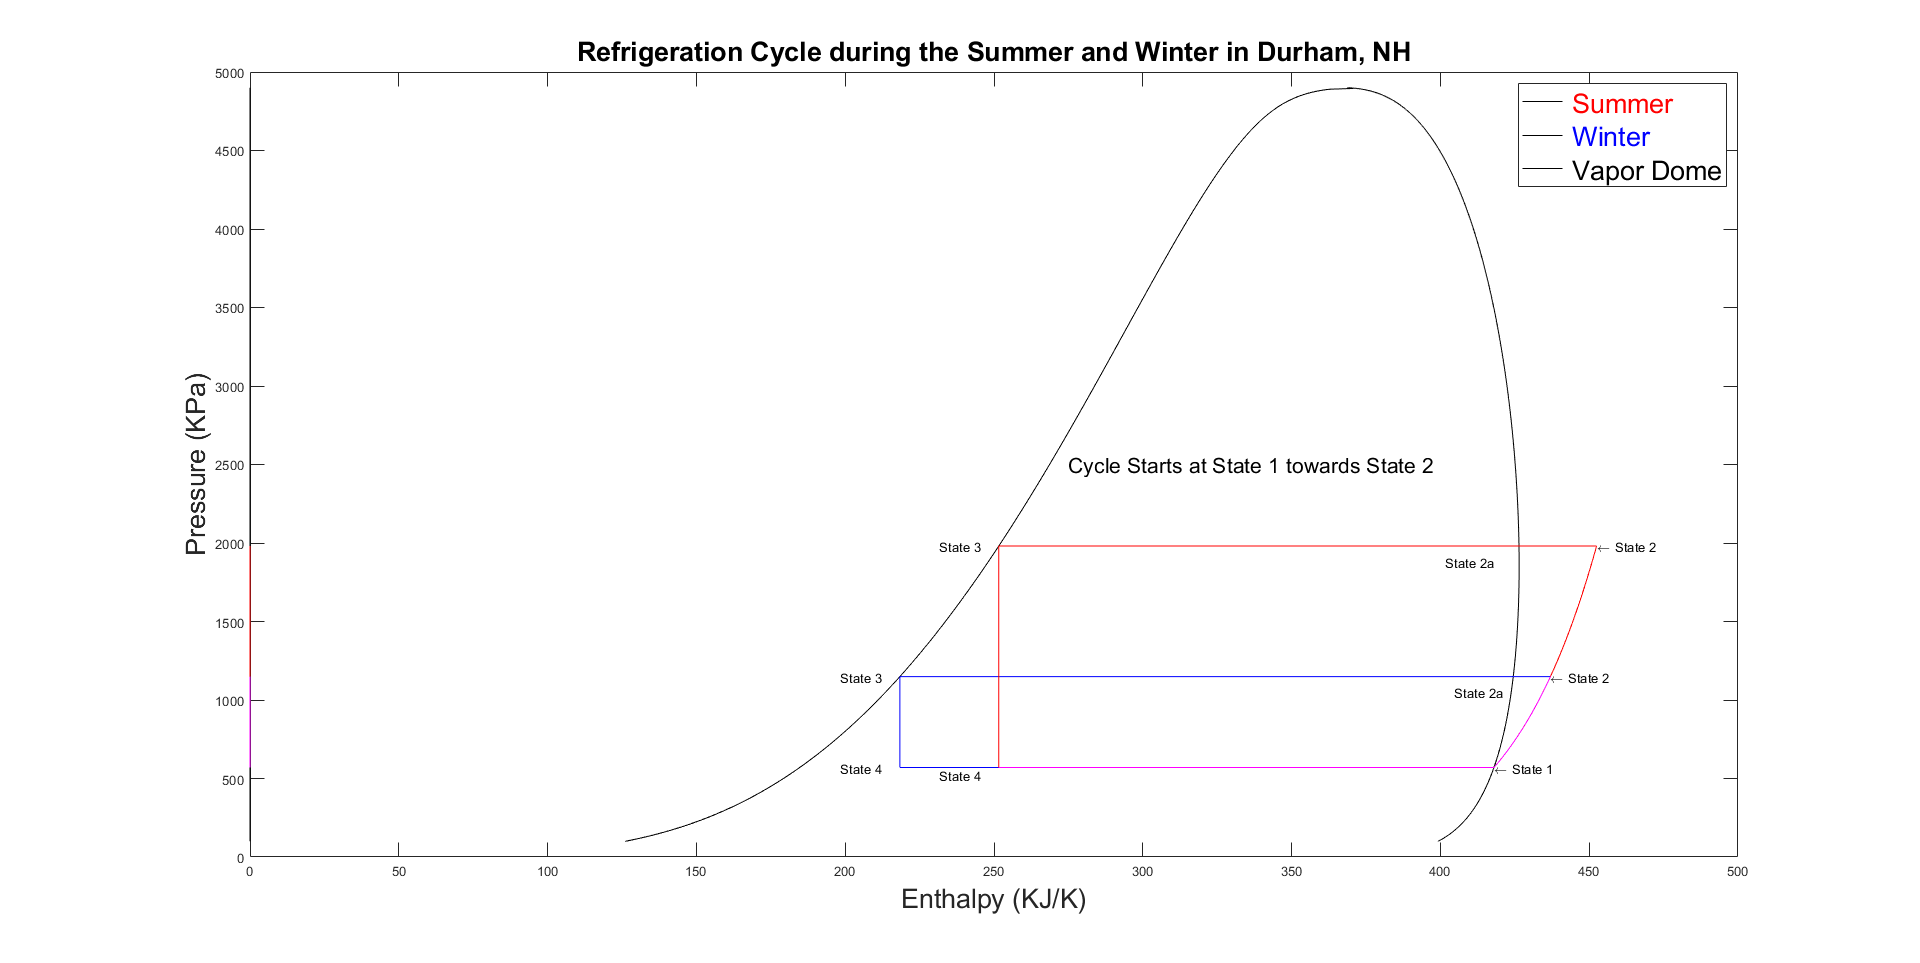 Refrigeration Cycle during the Summer and Winter in Durham, NH
5000
4500
4000
3500
3000
2500
2000
1500
1000
500
0
Pressure (KPa)
Summer
Winter
Vapor Dome
Cycle Starts at State 1 towards State 2
State 3
← State 2
State 2a
State 3
← State 2
State 2a
State 4
State 4
← State 1
0 50 100 150 200 250 300 350 400 450 500
Enthalpy (KJ/K)